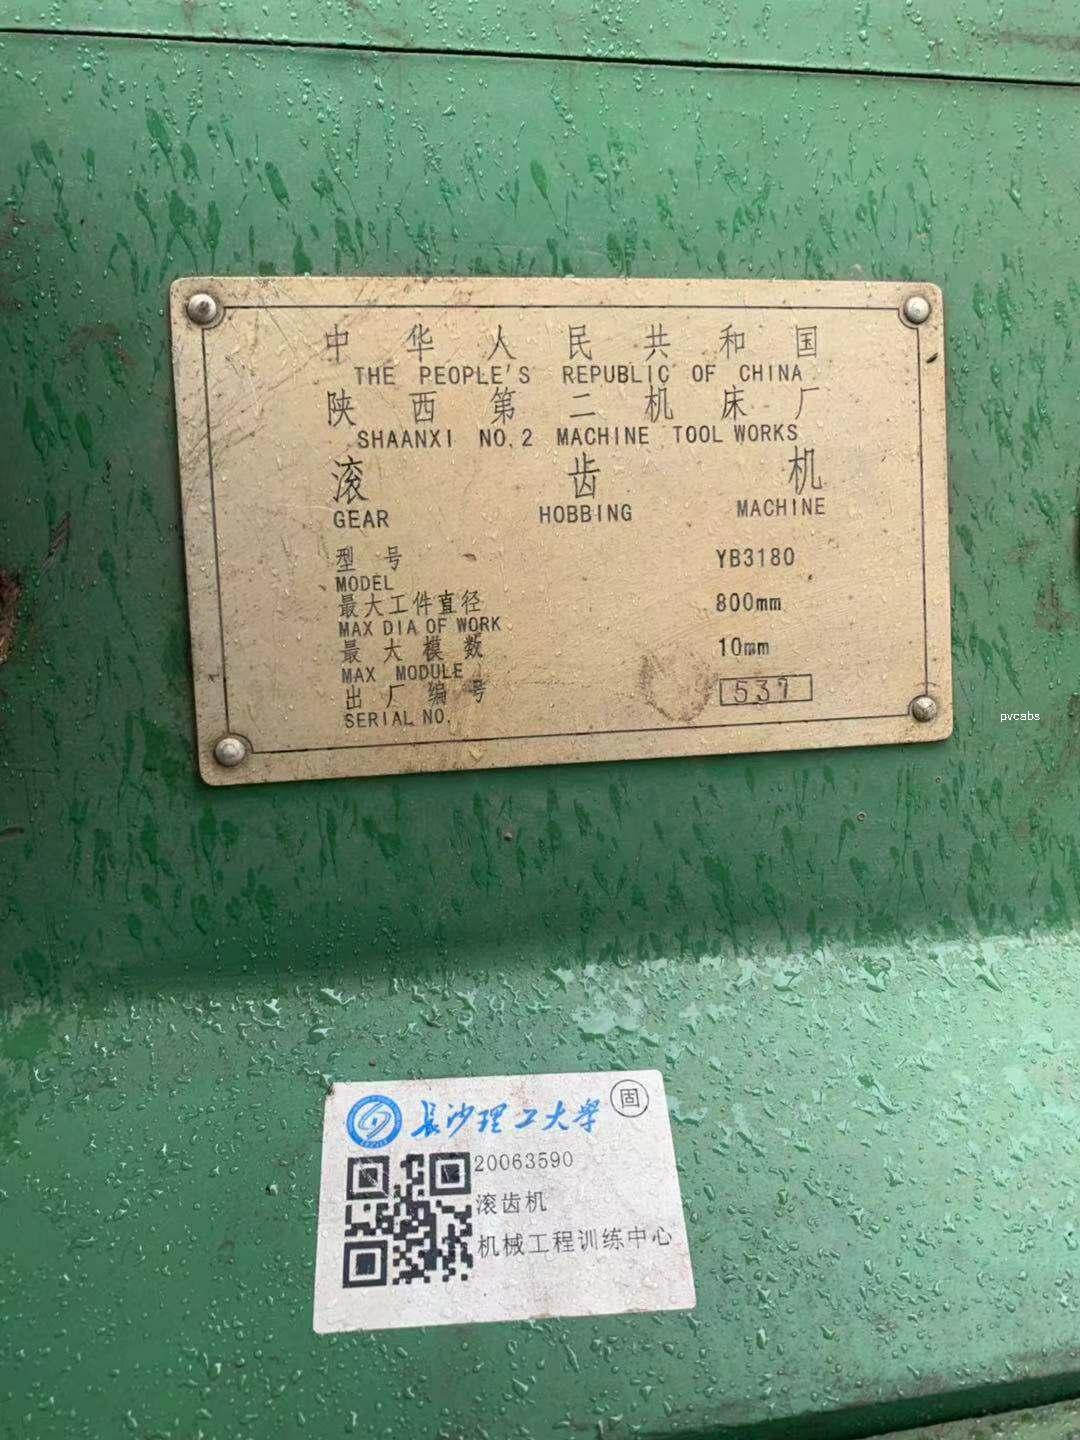 中华人民共和国
THE PEOPLE'S REPUBLIC OF CHINA
陕西第二机床厂
SHAANXI NO.2 MACHINE TOOL WORKS
滚齿机
GEAR HOBBING MACHINE
型号 YB3180
MODEL
最大工件直径 800mm
MAX DIA OF WORK
最大模数 10mm
MAX MODULE
出厂编号 537
SERIAL NO.
pvcabs
长沙理工大學 固
20063590
滚齿机
机械工程训练中心